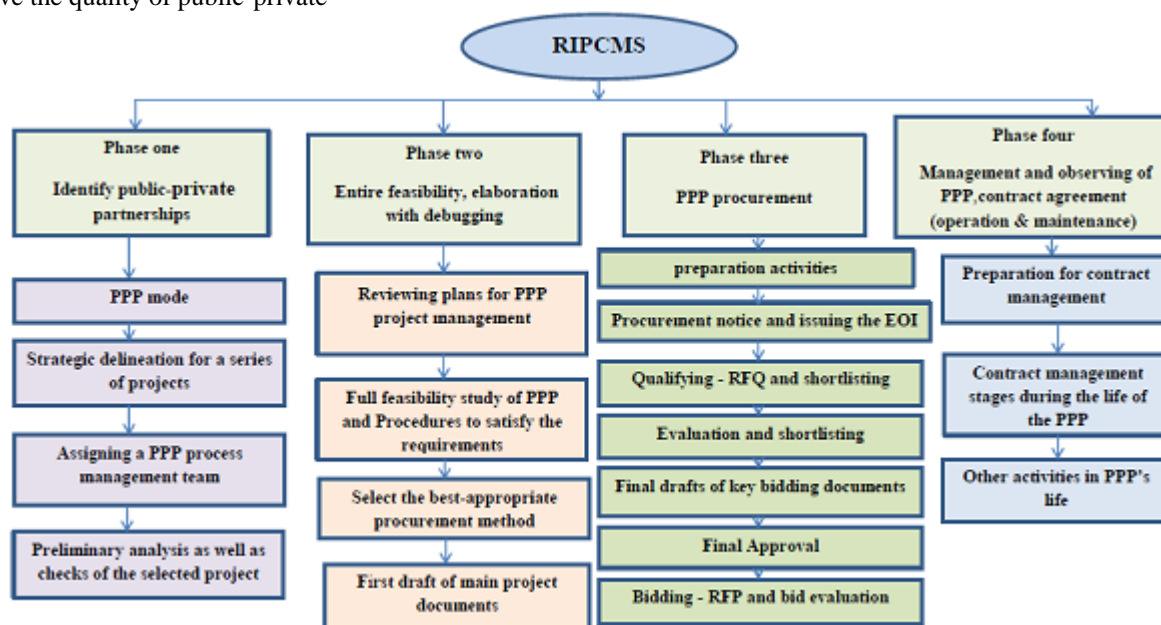 ve the quality of public-private
RIPCMS
Phase one
Identify public-private
partnerships
PPP mode
Strategic delineation for a series
of projects
Assigning a PPP process
management team
Preliminary analysis as well as
checks of the selected project
Phase two
Entire feasibility, elaboration
with debugging
Reviewing plans for PPP
project management
Full feasibility study of PPP
and Procedures to satisfy the
requirements
Select the best-appropriate
procurement method
First draft of main project
documents
Phase three
PPP procurement
preparation activities
Procurement notice and issuing the EOI
Qualifying - RFQ and shortlisting
Evaluation and shortlisting
Final drafts of key bidding documents
Final Approval
Bidding - RFP and bid evaluation
Phase four
Management and observing of
PPP,contract agreement
(operation & maintenance)
Preparation for contract
management
Contract management
stages during the life of
the PPP
Other activities in PPP's
life